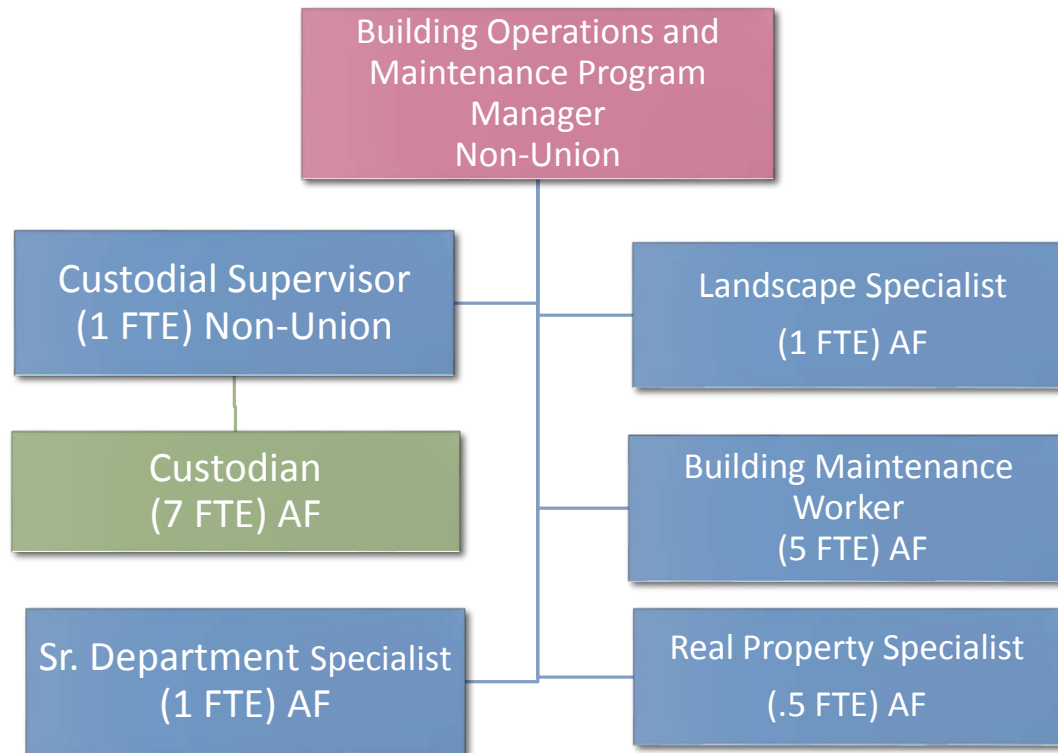 Building Operations and
Maintenance Program
Manager
Non-Union
Custodial Supervisor
(1 FTE) Non-Union
Landscape Specialist
(1 FTE) AF
Custodian
(7 FTE) AF
Building Maintenance
Worker
(5 FTE) AF
Sr. Department Specialist
(1 FTE) AF
Real Property Specialist
(.5 FTE) AF